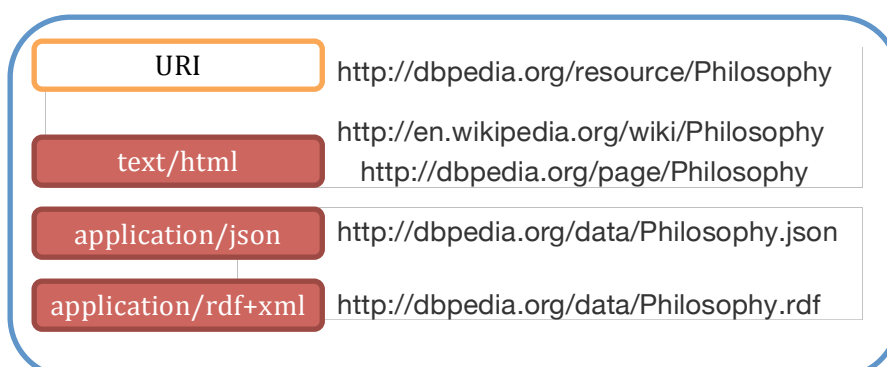 URI
http://dbpedia.org/resource/Philosophy
http://en.wikipedia.org/wiki/Philosophy
text/html
http://dbpedia.org/page/Philosophy
application/json
http://dbpedia.org/data/Philosophy.json
application/rdf+xml
http://dbpedia.org/data/Philosophy.rdf